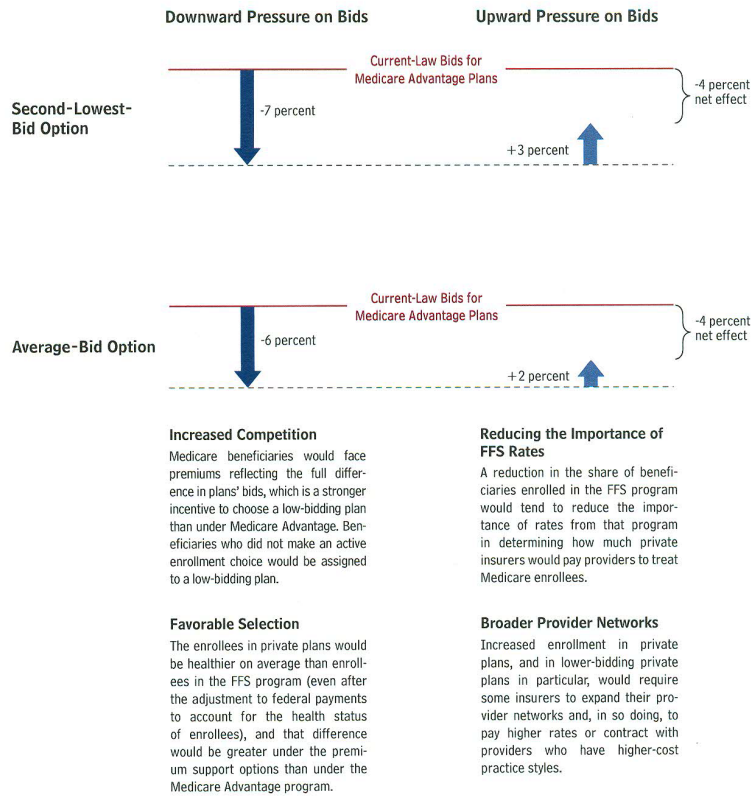 Downward Pressure on Bids
Upward Pressure on Bids
Current-Law Bids for
Medicare Advantage Plans
Second-Lowest-
Bid Option
-7 percent
+3 percent
-4 percent
net effect
Current-Law Bids for
Medicare Advantage Plans
Average-Bid Option
-6 percent
+2 percent
-4 percent
net effect
Increased Competition
Medicare beneficiaries would face
premiums reflecting the full differ-
ence in plans' bids, which is a stronger
incentive to choose a low-bidding plan
than under Medicare Advantage. Ben-
eficiaries who did not make an active
enrollment choice would be assigned
to a low-bidding plan.
Favorable Selection
The enrollees in private plans would
be healthier on average than enroll-
ees in the FFS program (even after
the adjustment to federal payments
to account for the health status
of enrollees), and that difference
would be greater under the premi-
um support options than under the
Medicare Advantage program.
Reducing the Importance of
FFS Rates
A reduction in the share of benefi-
ciaries enrolled in the FFS program
would tend to reduce the impor-
tance of rates from that program
in determining how much private
insurers would pay providers to treat
Medicare enrollees.
Broader Provider Networks
Increased enrollment in private
plans, and in lower-bidding private
plans in particular, would require
some insurers to expand their pro-
vider networks and, in so doing, to
pay higher rates or contract with
providers who have higher-cost
practice styles.